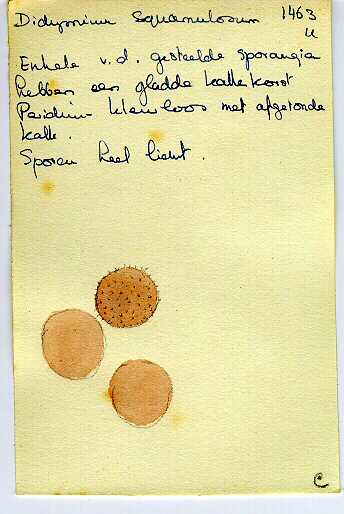 Didymium squamulosum 1463
Enkele v.d. gesteelde sporangia
hebben een gladde kalkkorst
Peridium kleurloos met afgeronde
kalk.
Sporen heel licht.
C